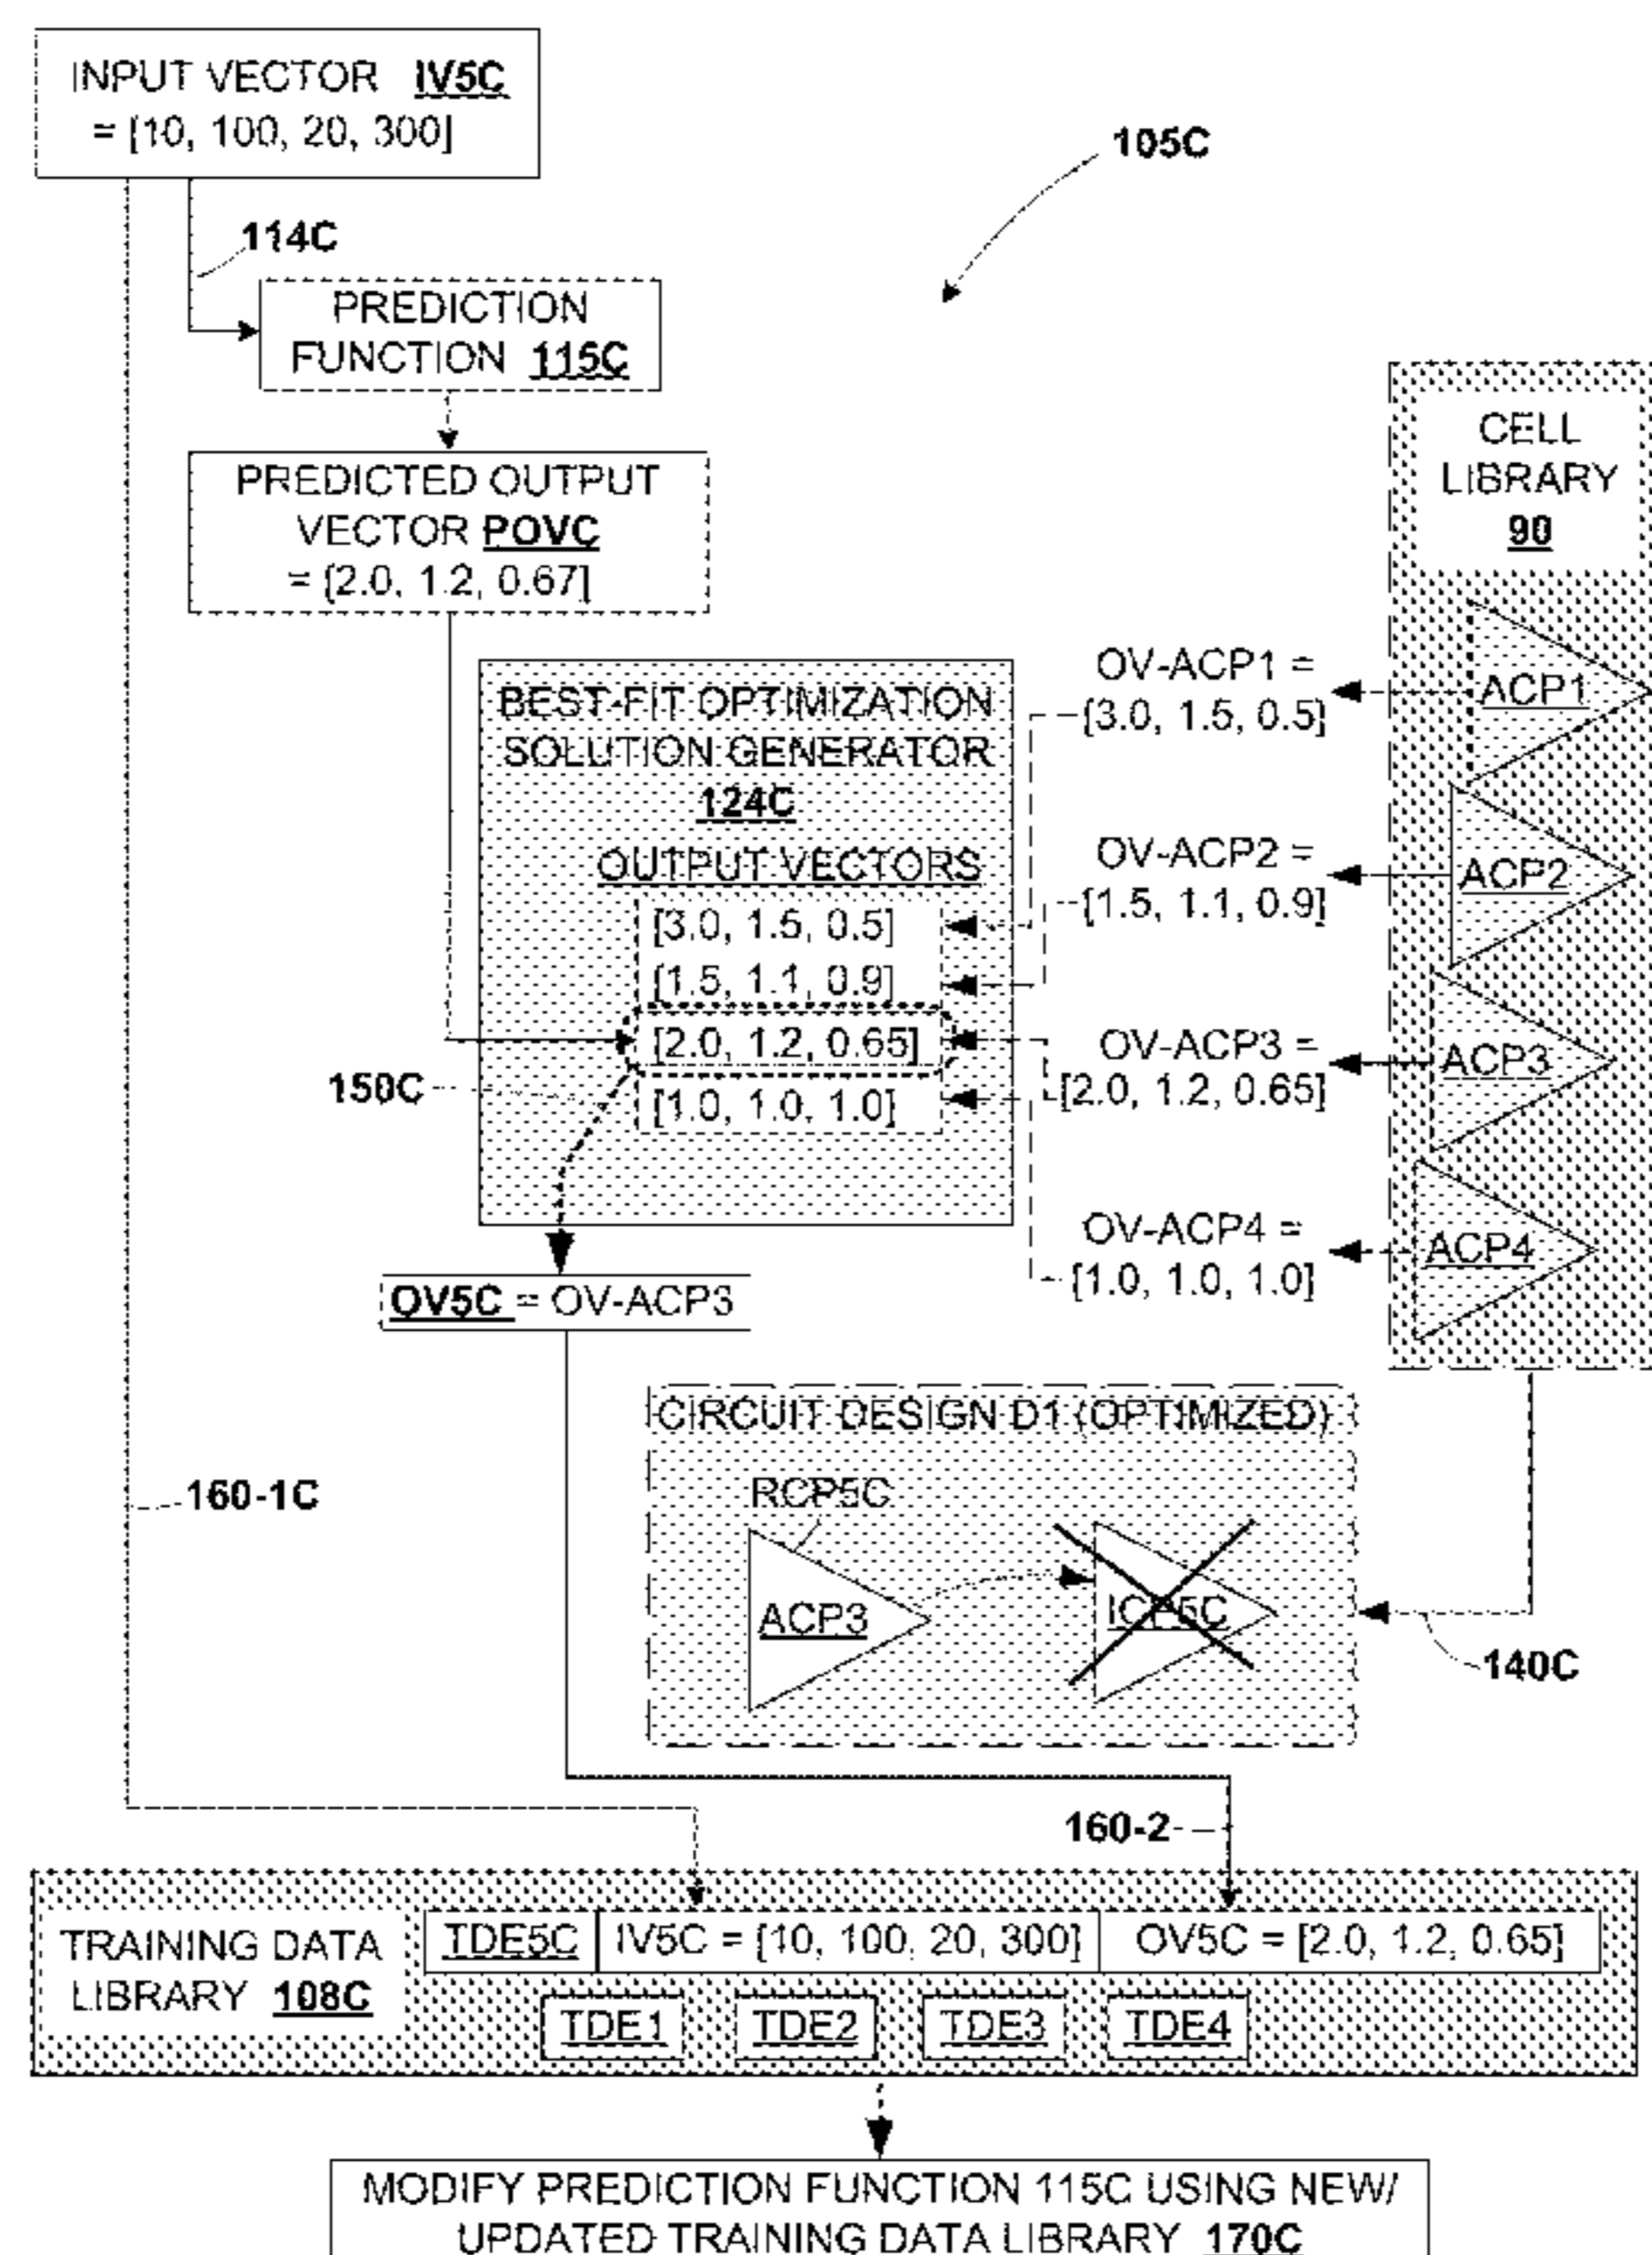 INPUT VECTOR IV5C
= [10, 100, 20, 300]
105C
114C
PREDICTION
FUNCTION 115C
PREDICTED OUTPUT
VECTOR POVC
= [2.0, 1.2, 0.67]
CELL
LIBRARY
90
BEST-FIT OPTIMIZATION
SOLUTION GENERATOR
124C
OUTPUT VECTORS
[3.0, 1.5, 0.5]
[1.5, 1.1, 0.9]
[2.0, 1.2, 0.65]
[1.0, 1.0, 1.0]
150C
OV-ACP1 =
[3.0, 1.5, 0.5]
ACP1
OV-ACP2 =
[1.5, 1.1, 0.9]
ACP2
OV-ACP3 =
[2.0, 1.2, 0.65]
ACP3
OV-ACP4 =
[1.0, 1.0, 1.0]
ACP4
OV5C = OV-ACP3
CIRCUIT DESIGN D1 (OPTIMIZED)
RCP5C
ACP3
ICP5C
140C
160-1C
160-2
TRAINING DATA
LIBRARY 108C
TDE5C IV5C = [10, 100, 20, 300] OV5C = [2.0, 1.2, 0.65]
TDE1 TDE2 TDE3 TDE4
MODIFY PREDICTION FUNCTION 115C USING NEW/
UPDATED TRAINING DATA LIBRARY 170C